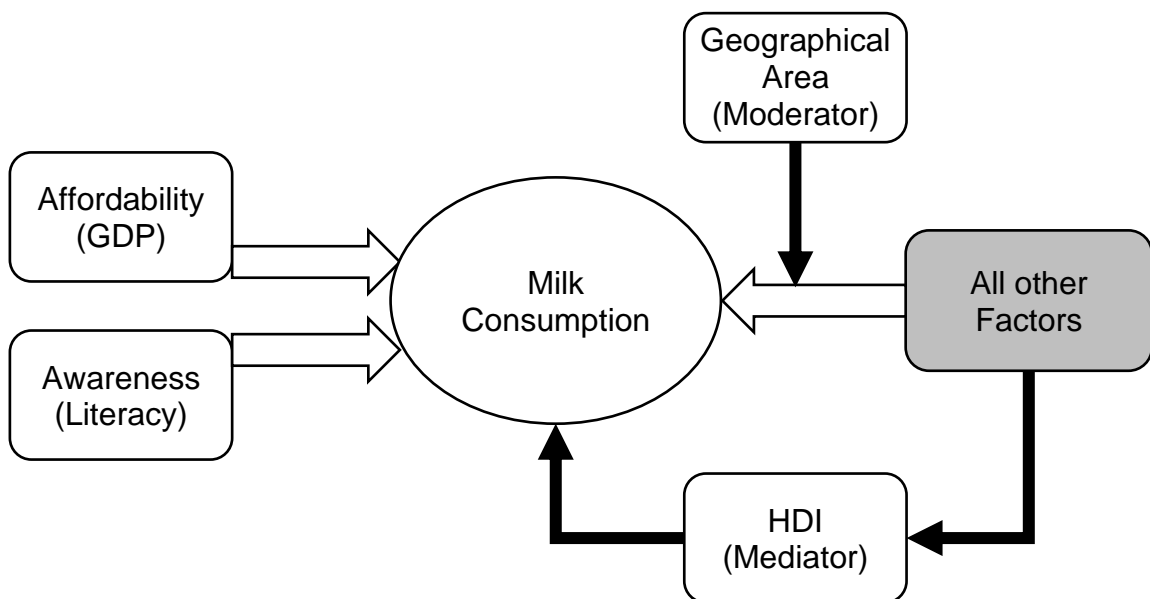 Geographical
Area
(Moderator)
Affordability
(GDP)
Milk
Consumption
All other
Factors
Awareness
(Literacy)
HDI
(Mediator)